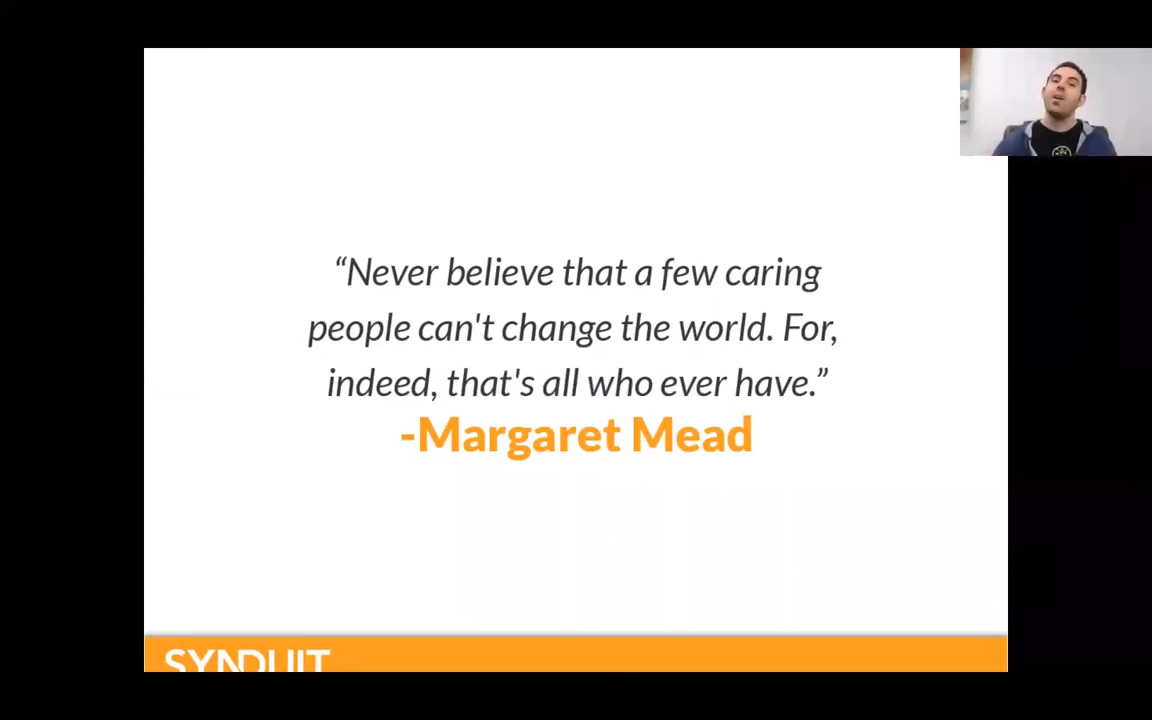 “Never believe that a few caring
people can't change the world. For,
indeed, that's all who ever have.”
-Margaret Mead
SYNDUIT